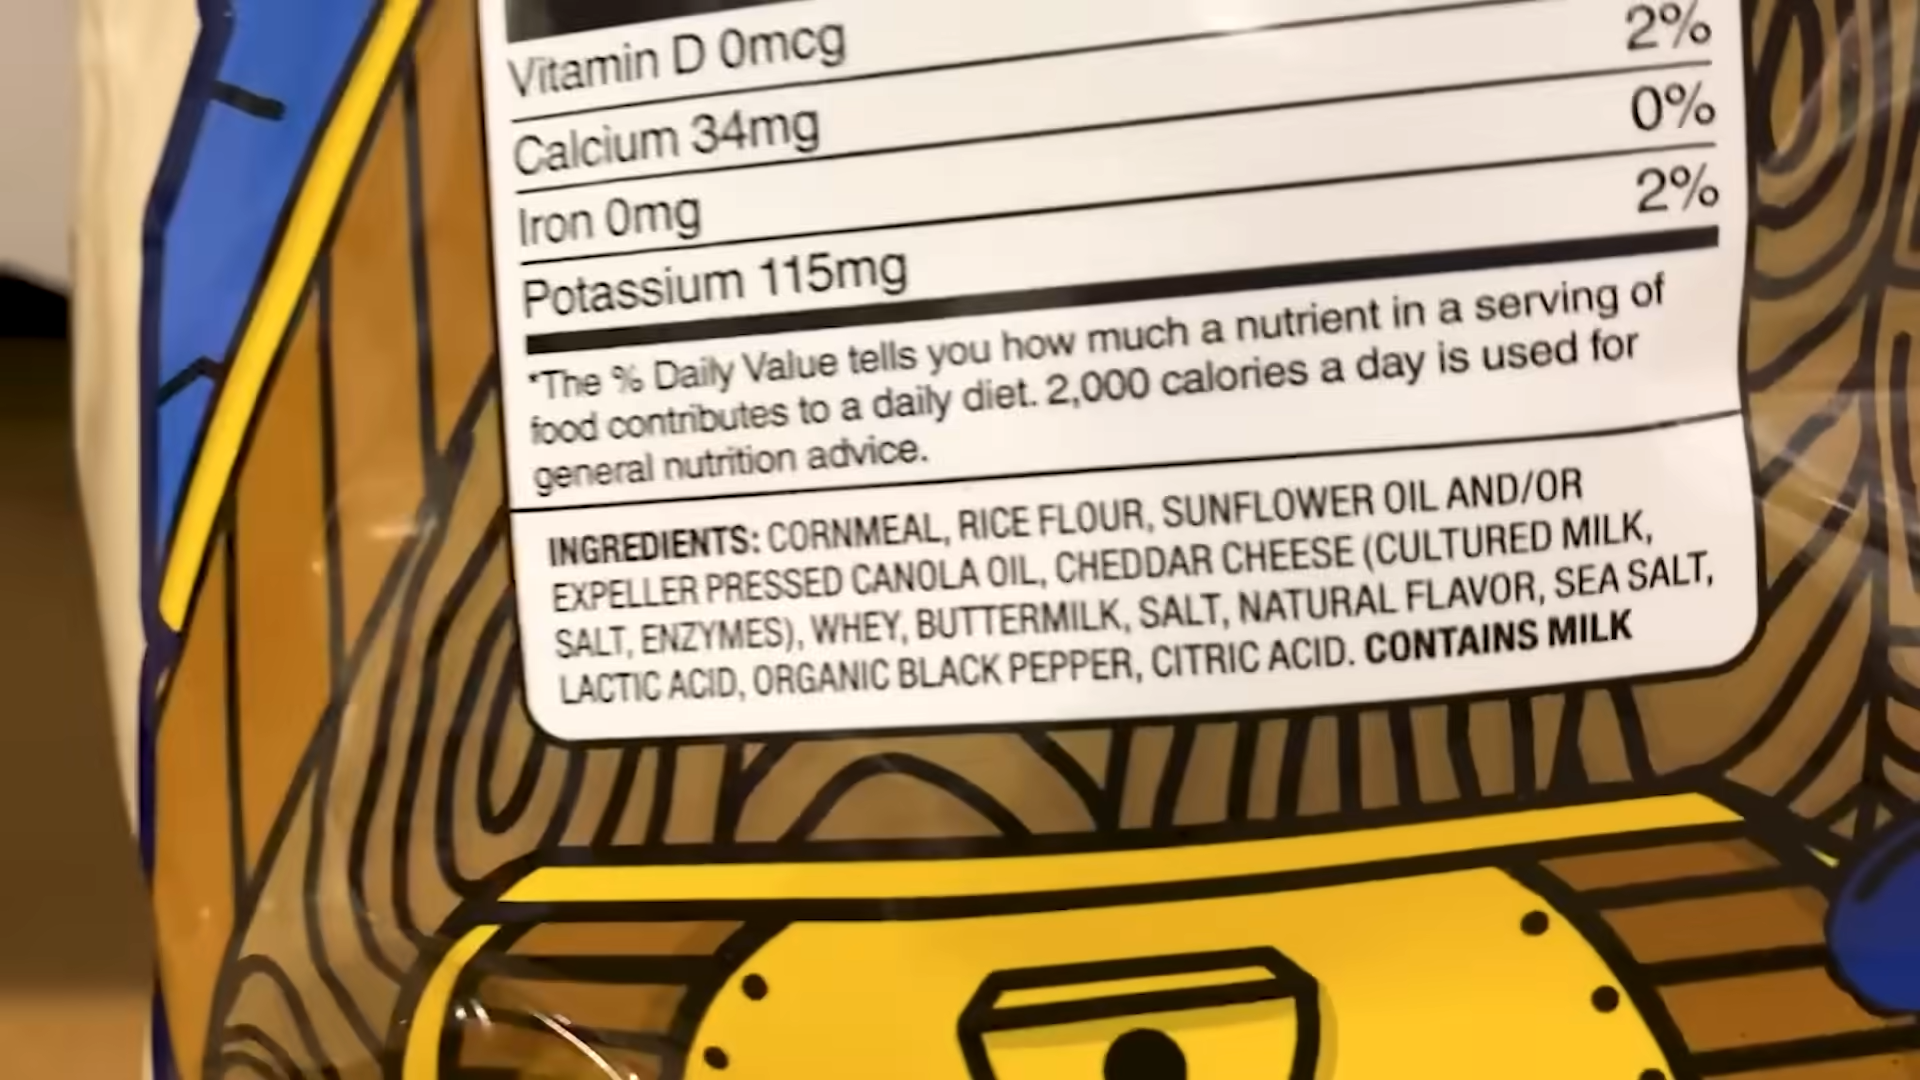 Vitamin D 0mcg
2%
Calcium 34mg
0%
Iron 0mg
2%
Potassium 115mg
*The % Daily Value tells you how much a nutrient in a serving of
food contributes to a daily diet. 2,000 calories a day is used for
general nutrition advice.
INGREDIENTS: CORNMEAL, RICE FLOUR, SUNFLOWER OIL AND/OR
EXPELLER PRESSED CANOLA OIL, CHEDDAR CHEESE (CULTURED MILK,
SALT, ENZYMES), WHEY, BUTTERMILK, SALT, NATURAL FLAVOR, SEA SALT,
LACTIC ACID, ORGANIC BLACK PEPPER, CITRIC ACID. CONTAINS MILK